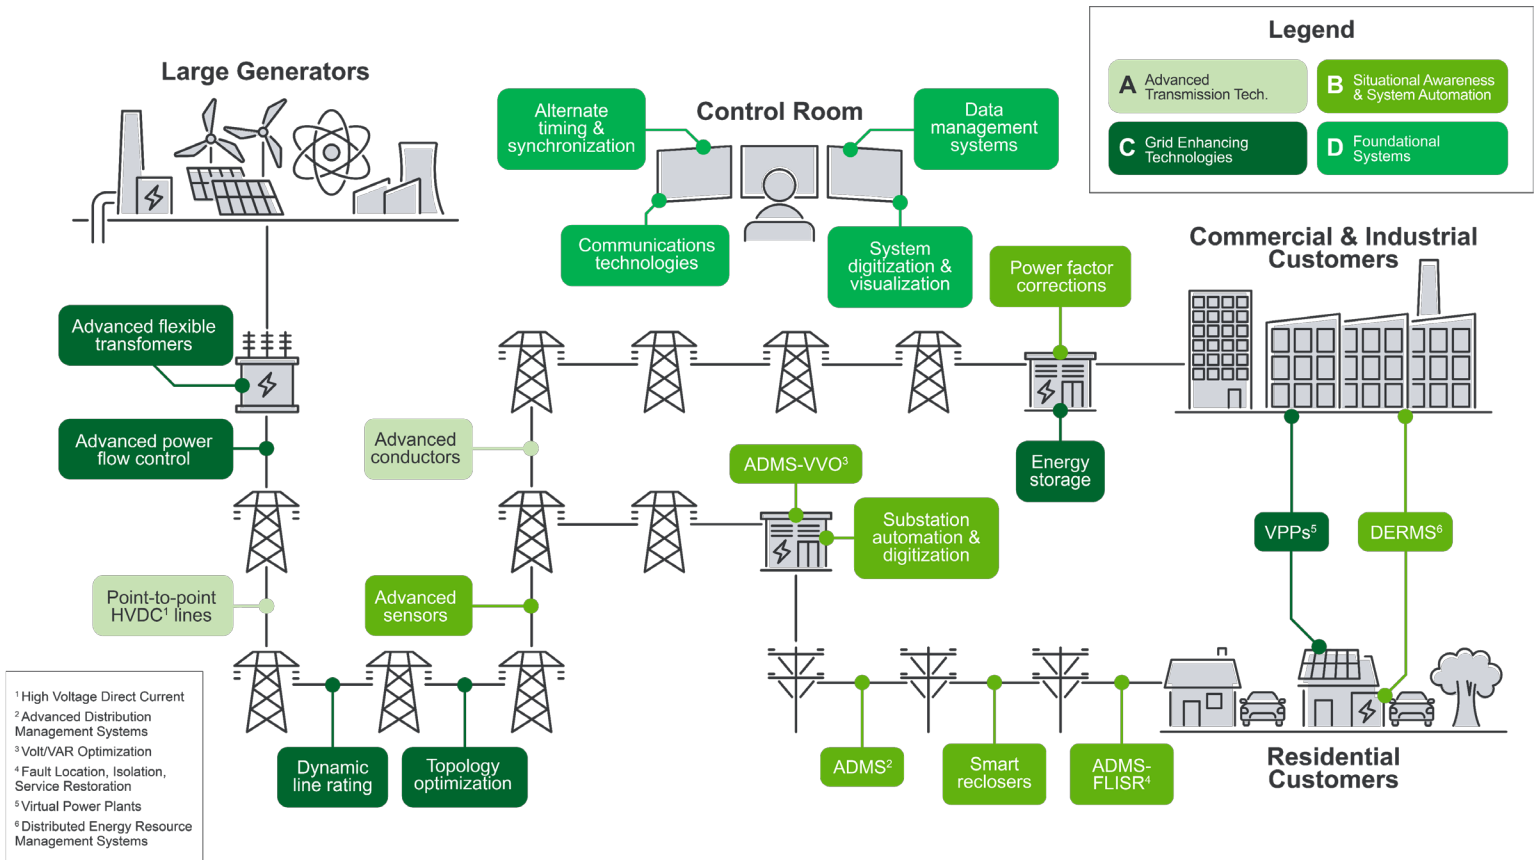 Legend
A Advanced
Transmission Tech.
B Situational Awareness
& System Automation
C Grid Enhancing
Technologies
D Foundational
Systems
Large Generators
Alternate
timing &
synchronization
Control Room
Data
management
systems
Communications
technologies
System
digitization &
visualization
Power factor
corrections
Commercial & Industrial
Customers
Advanced flexible
transfomers
Advanced power
flow control
Advanced
conductors
ADMS-VVO³
Energy
storage
Substation
automation &
digitization
VPPs⁵
DERMS⁶
Point-to-point
HVDC¹ lines
Advanced
sensors
Dynamic
line rating
Topology
optimization
ADMS²
Smart
reclosers
ADMS-
FLISR⁴
Residential
Customers
¹ High Voltage Direct Current
² Advanced Distribution
Management Systems
³ Volt/VAR Optimization
⁴ Fault Location, Isolation,
Service Restoration
⁵ Virtual Power Plants
⁶ Distributed Energy Resource
Management Systems